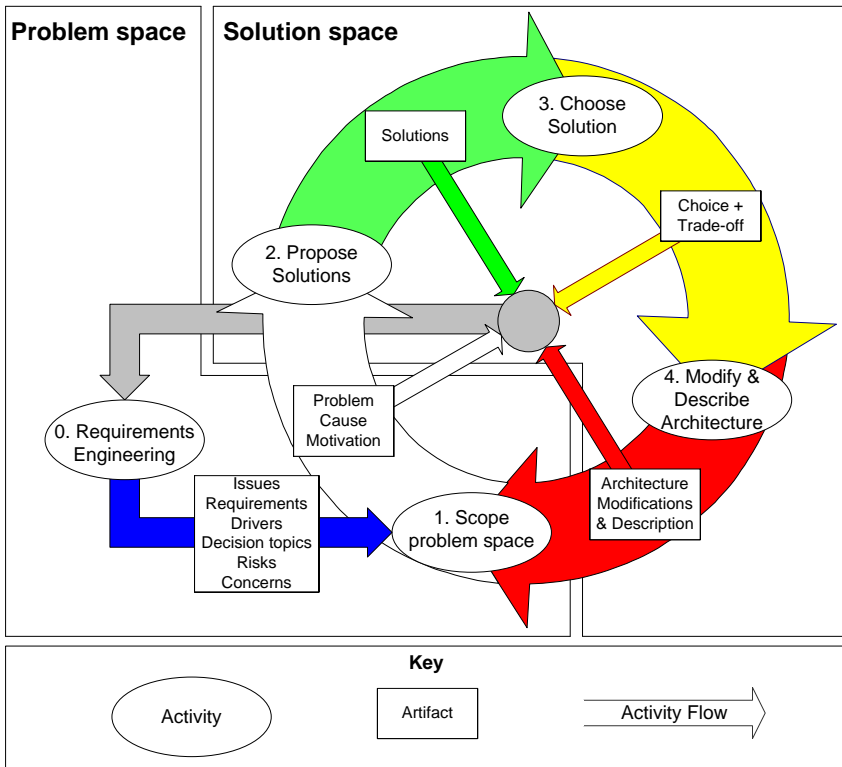 Problem space
Solution space
3. Choose
Solution
Solutions
Choice +
Trade-off
2. Propose
Solutions
4. Modify &
Describe
Architecture
Problem
Cause
Motivation
0. Requirements
Engineering
Issues
Requirements
Drivers
Decision topics
Risks
Concerns
1. Scope
problem space
Architecture
Modifications
& Description
Key
Activity
Artifact
Activity Flow